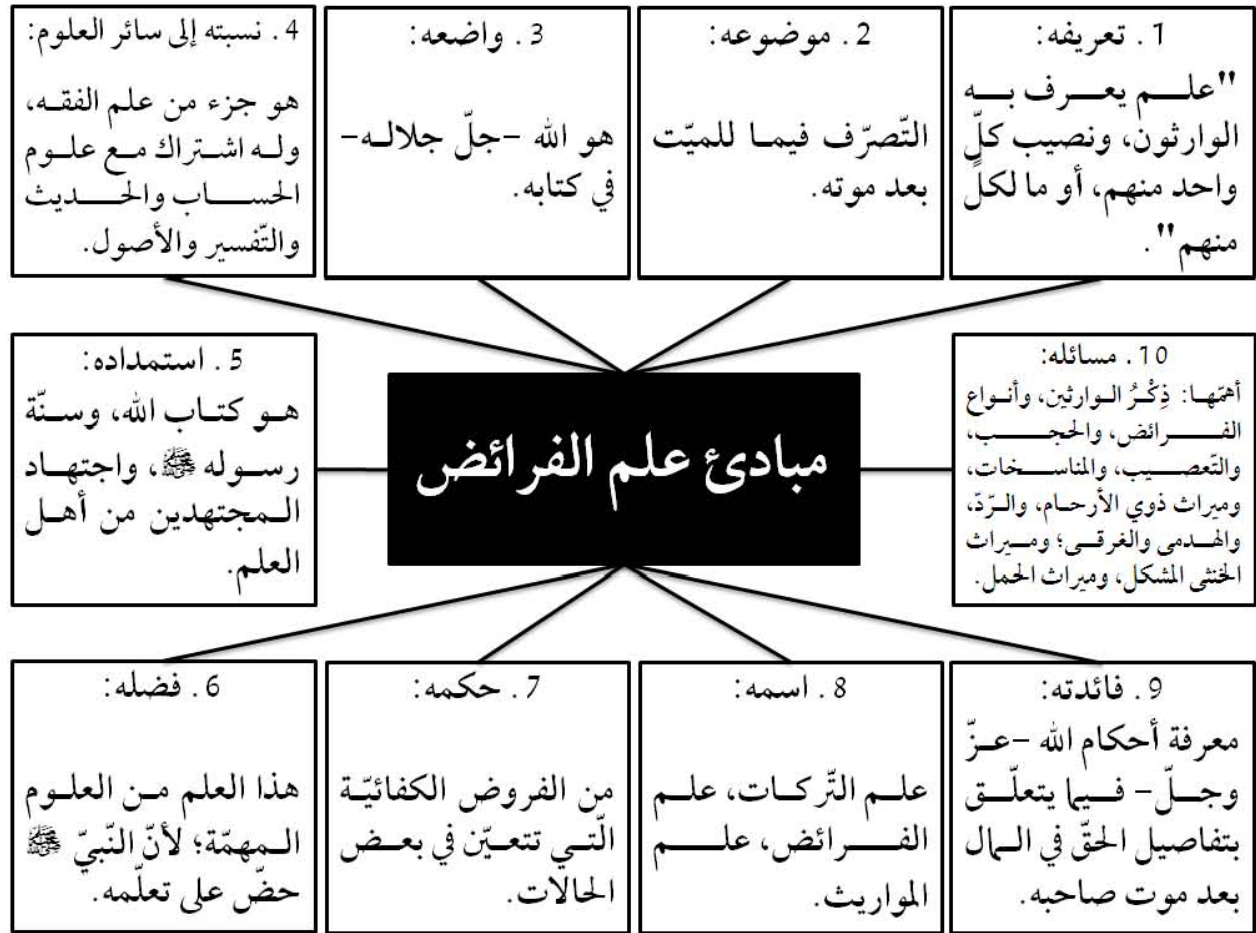 1. تعريفه:
"علم يعرف به
الوارثون، ونصيب كلّ
واحد منهم، أو ما لكلٍّ
منهم".
2. موضوعه:
التّصرّف فيما للميّت
بعد موته.
3. واضعه:
هو الله –جلّ جلاله–
في كتابه.
4. نسبته إلى سائر العلوم:
هو جزء من علم الفقه،
وله اشتراك مع علوم
الحساب والحديث
والتّفسير والأصول.
مبادئ علم الفرائض
5. استمداده:
هو كتاب الله، وسنّة
رسوله ﷺ، واجتهاد
المجتهدين من أهل
العلم.
6. فضله:
هذا العلم من العلوم
المهمّة؛ لأنّ النّبيّ ﷺ
حضّ على تعلّمه.
7. حكمه:
من الفروض الكفائيّة
الّتي تتعيّن في بعض
الحالات.
8. اسمه:
علم التّركات، علم
الفرائض، علم
المواريث.
9. فائدته:
معرفة أحكام الله –عزّ
وجلّ– فيما يتعلّق
بتفاصيل الحقّ في المال
بعد موت صاحبه.
10. مسائله:
أهمّها: ذِكْرُ الوارثين، وأنواع
الفرائض، والحجب،
والتّعصيب، والمناسخات،
وميراث ذوي الأرحام، والرّدّ،
والهدمى والغرقى؛ وميراث
الخنثى المشكل، وميراث الحمل.